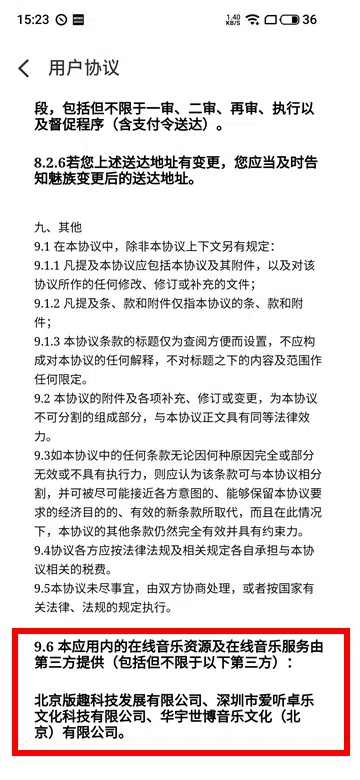 15:23
1.40
KB/S
36
用户协议
段，包括但不限于一审、二审、再审、执行以
及督促程序（含支付令送达）。
8.2.6若您上述送达地址有变更，您应当及时告
知魅族变更后的送达地址。
九、其他
9.1 在本协议中，除非本协议上下文另有规定：
9.1.1 凡提及本协议应包括本协议及其附件，以及对该
协议所作的任何修改、修订或补充的文件；
9.1.2 凡提及条、款和附件仅指本协议的条、款和附
件；
9.1.3 本协议条款的标题仅为查阅方便而设置，不应构
成对本协议的任何解释，不对标题之下的内容及范围作
任何限定。
9.2 本协议的附件及各项补充、修订或变更，为本协议
不可分割的组成部分，与本协议正文具有同等法律效
力。
9.3如本协议中的任何条款无论因何种原因完全或部分
无效或不具有执行力，则应认为该条款可与本协议相分
割，并可被尽可能接近各方意图的、能够保留本协议要
求的经济目的的、有效的新条款所取代，而且在此情况
下，本协议的其他条款仍然完全有效并具有约束力。
9.4协议各方应按法律法规及相关规定各自承担与本协
议相关的税费。
9.5本协议未尽事宜，由双方协商处理，或者按国家有
关法律、法规的规定执行。
9.6 本应用内的在线音乐资源及在线音乐服务由
第三方提供（包括但不限于以下第三方）：
北京版趣科技发展有限公司、深圳市爱听卓乐
文化科技有限公司、华宇世博音乐文化（北
京）有限公司。